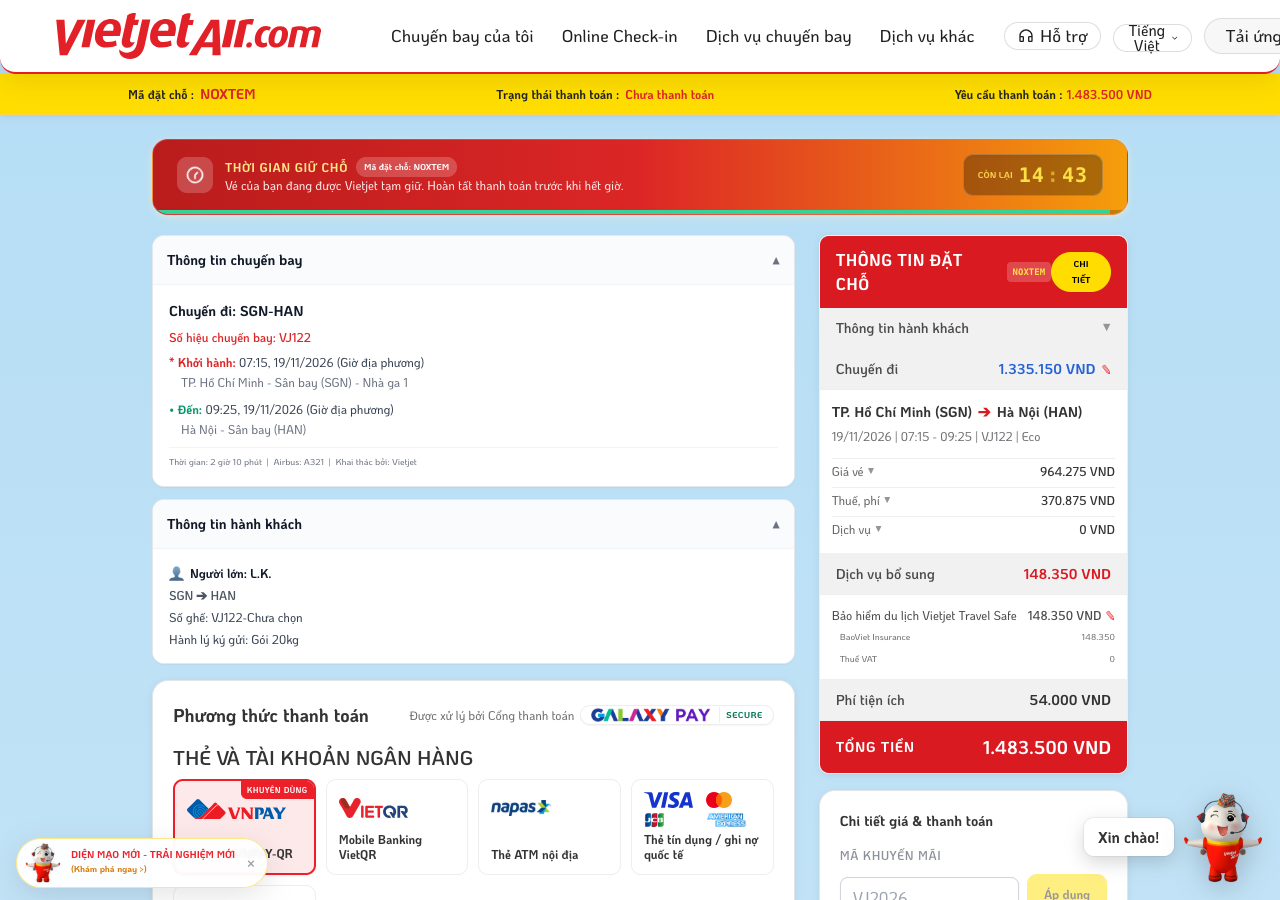 vietjetAir.com
Chuyến bay của tôi
Online Check-in
Dịch vụ chuyến bay
Dịch vụ khác
Hỗ trợ
Tiếng Việt
Tải ứng
Mã đặt chỗ : NOXTEM
Trạng thái thanh toán : Chưa thanh toán
Yêu cầu thanh toán : 1.483.500 VND
THỜI GIAN GIỮ CHỖ Mã đặt chỗ: NOXTEM
Vé của bạn đang được Vietjet tạm giữ. Hoàn tất thanh toán trước khi hết giờ.
CÒN LẠI 14 : 43
Thông tin chuyến bay ▲
Chuyến đi: SGN-HAN
Số hiệu chuyến bay: VJ122
* Khởi hành: 07:15, 19/11/2026 (Giờ địa phương)
TP. Hồ Chí Minh - Sân bay (SGN) - Nhà ga 1
• Đến: 09:25, 19/11/2026 (Giờ địa phương)
Hà Nội - Sân bay (HAN)
Thời gian: 2 giờ 10 phút | Airbus: A321 | Khai thác bởi: Vietjet
Thông tin hành khách ▲
Người lớn: L.K.
SGN ➔ HAN
Số ghế: VJ122-Chưa chọn
Hành lý ký gửi: Gói 20kg
Phương thức thanh toán
Được xử lý bởi Cổng thanh toán GALAXY PAY SECURE
THẺ VÀ TÀI KHOẢN NGÂN HÀNG
KHUYÊN DÙNG
VNPAY
Y-QR
VIETQR
Mobile Banking
VietQR
napas
Thẻ ATM nội địa
VISA
JCB
AMERICAN EXPRESS
Thẻ tín dụng / ghi nợ
quốc tế
DIỆN MẠO MỚI - TRẢI NGHIỆM MỚI
(Khám phá ngay >)
×
THÔNG TIN ĐẶT
CHỖ
NOXTEM
CHI
TIẾT
Thông tin hành khách ▼
Chuyến đi 1.335.150 VND
TP. Hồ Chí Minh (SGN) ➔ Hà Nội (HAN)
19/11/2026 | 07:15 - 09:25 | VJ122 | Eco
Giá vé ▼ 964.275 VND
Thuế, phí ▼ 370.875 VND
Dịch vụ ▼ 0 VND
Dịch vụ bổ sung 148.350 VND
Bảo hiểm du lịch Vietjet Travel Safe 148.350 VND
BaoViet Insurance 148.350
Thuế VAT 0
Phí tiện ích 54.000 VND
TỔNG TIỀN 1.483.500 VND
Chi tiết giá & thanh toán
MÃ KHUYẾN MÃI
VJ2026
Áp dụng
Xin chào!